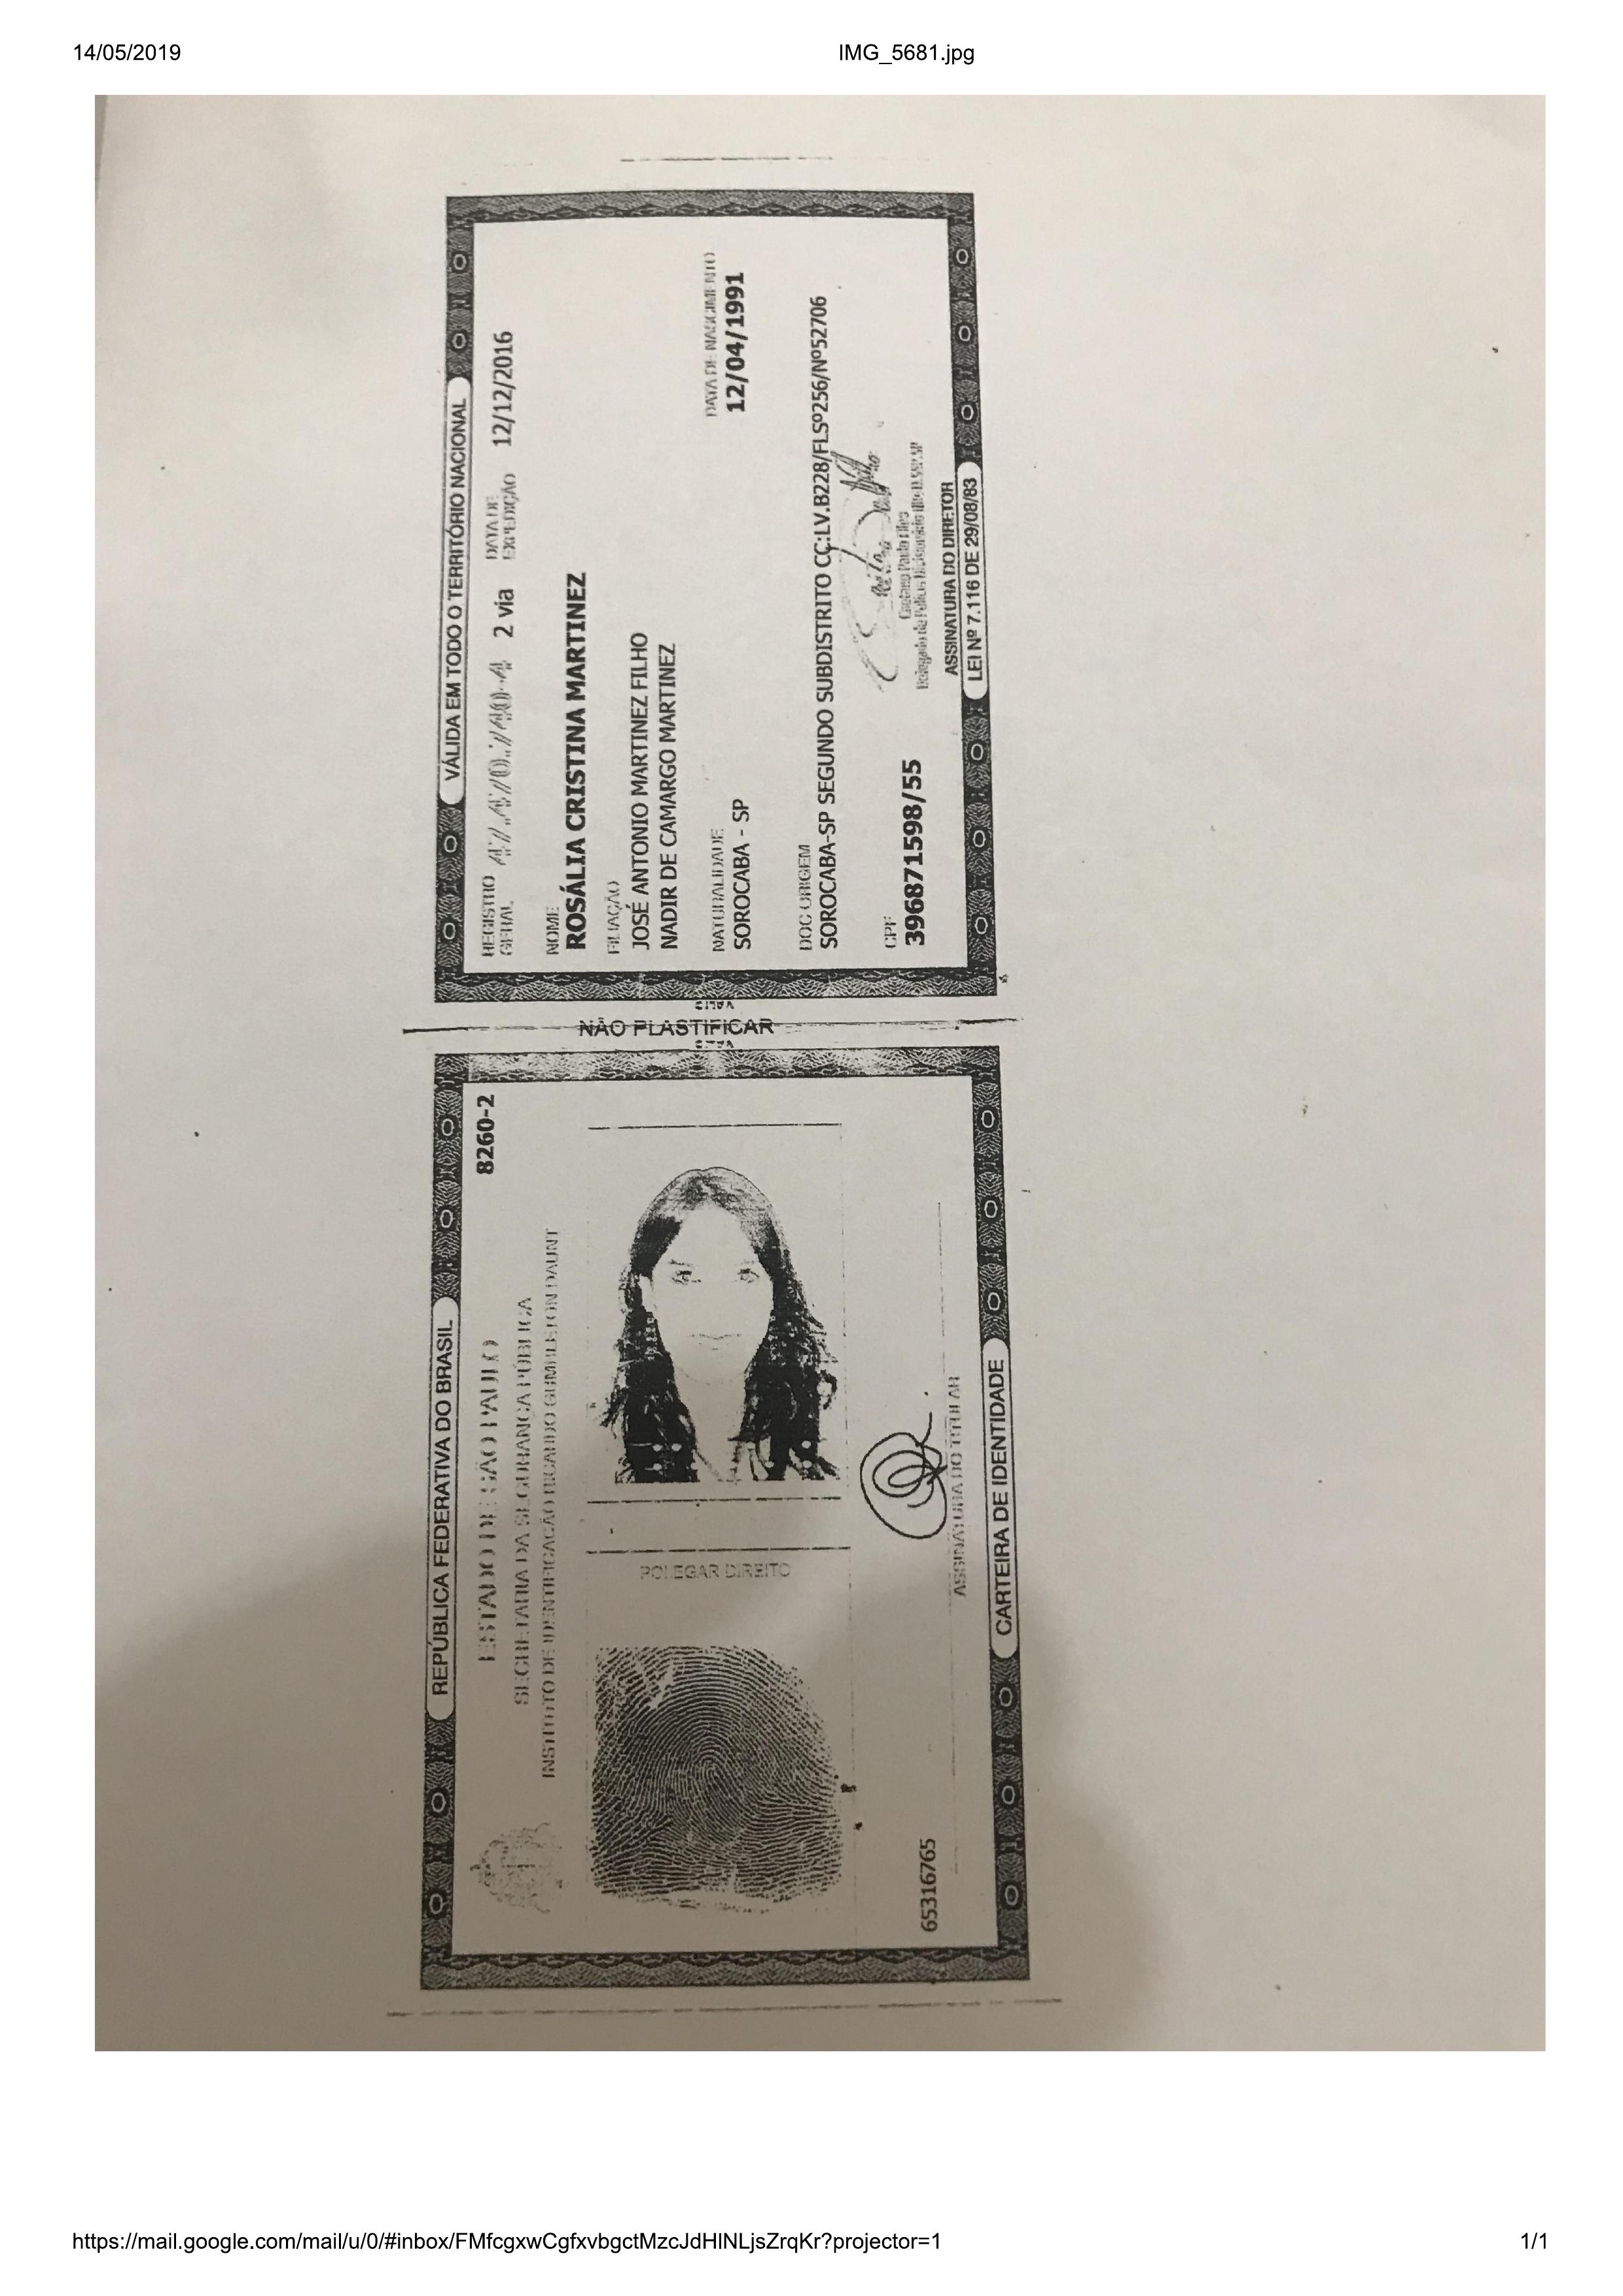 14/05/2019
IMG_5681.jpg
VÁLIDA EM TODO O TERRITÓRIO NACIONAL
REGISTRO GERAL
2 via
DATA DE EXPEDIÇÃO
12/12/2016
NOME
ROSÁLIA CRISTINA MARTINEZ
FILIAÇÃO
JOSÉ ANTONIO MARTINEZ FILHO
NADIR DE CAMARGO MARTINEZ
NATURALIDADE
SOROCABA - SP
DATA DE NASCIMENTO
12/04/1991
DOC ORIGEM
SOROCABA-SP SEGUNDO SUBDISTRITO CC:LV.B228/FLSº256/Nº52706
CPF
396871598/55
ASSINATURA DO DIRETOR
LEI Nº 7.116 DE 29/08/83
NÃO PLASTIFICAR
REPÚBLICA FEDERATIVA DO BRASIL
8260-2
ESTADO DE SÃO PAULO
SECRETARIA DA SEGURANÇA PÚBLICA
INSTITUTO DE IDENTIFICAÇÃO RICARDO GUMBLETON DAUNT
POLEGAR DIREITO
65316765
ASSINATURA DO TITULAR
CARTEIRA DE IDENTIDADE
https://mail.google.com/mail/u/0/#inbox/FMfcgxwCgfxvbgctMzcJdHlNLjsZrqKr?projector=1
1/1